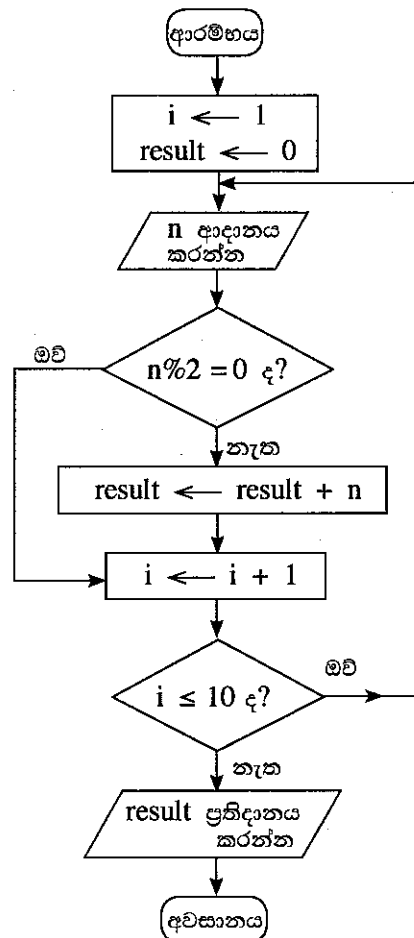 ආරම්භය
i ← 1
result ← 0
n ආදානය
කරන්න
ඔව්
n%2 = 0 ද?
නැත
result ← result + n
i ← i + 1
ඔව්
i ≤ 10 ද?
නැත
result ප්‍රතිදානය
කරන්න
අවසානය